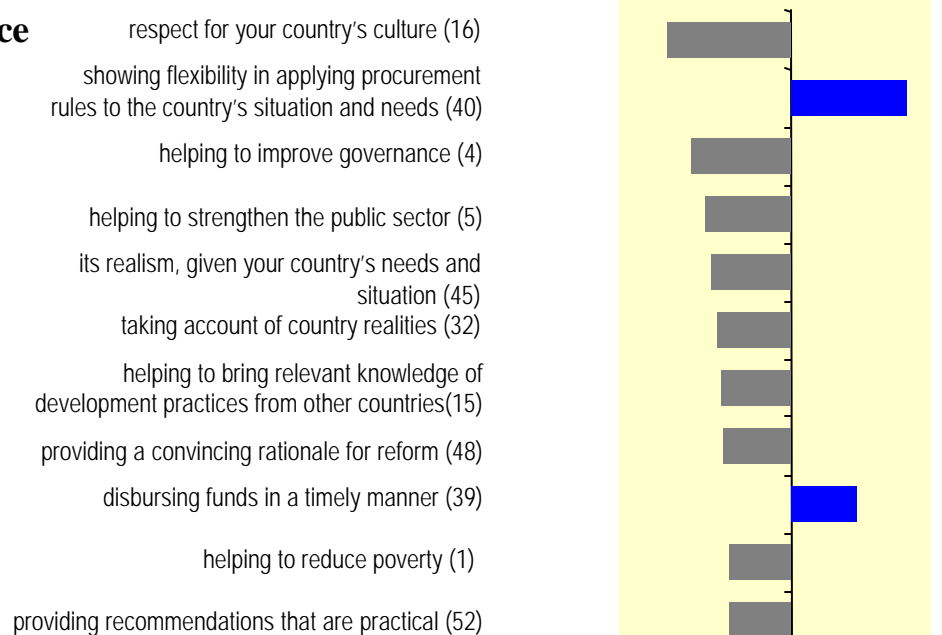 ce
respect for your country's culture (16)
showing flexibility in applying procurement
rules to the country's situation and needs (40)
helping to improve governance (4)
helping to strengthen the public sector (5)
its realism, given your country's needs and
situation (45)
taking account of country realities (32)
helping to bring relevant knowledge of
development practices from other countries(15)
providing a convincing rationale for reform (48)
disbursing funds in a timely manner (39)
helping to reduce poverty (1)
providing recommendations that are practical (52)